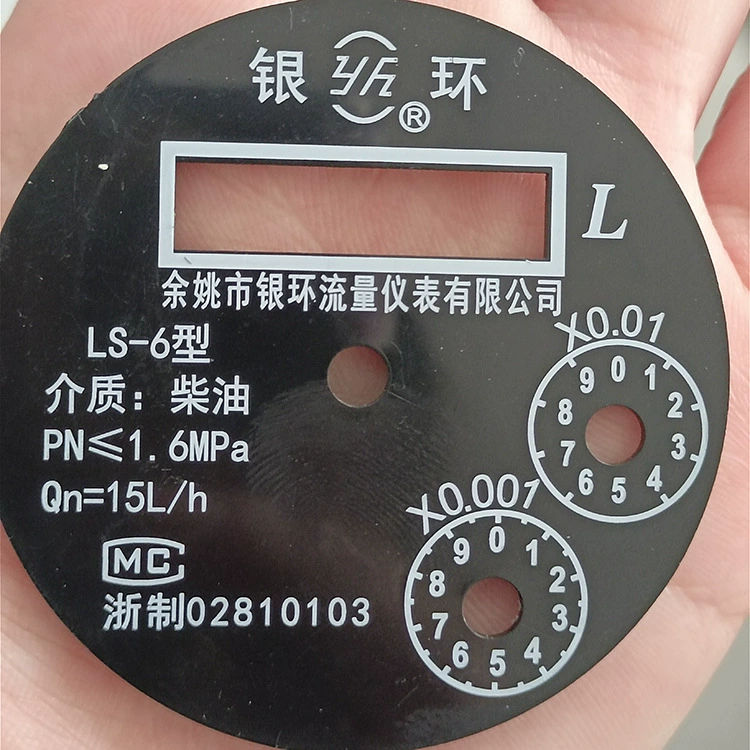 银 yh ® 环
L
余姚市银环流量仪表有限公司
LS-6型
介质：柴油
PN≤1.6MPa
Qn=15L/h
MC
浙制02810103
X0.01
0 1 2 3 4 5 6 7 8 9
X0.001
0 1 2 3 4 5 6 7 8 9